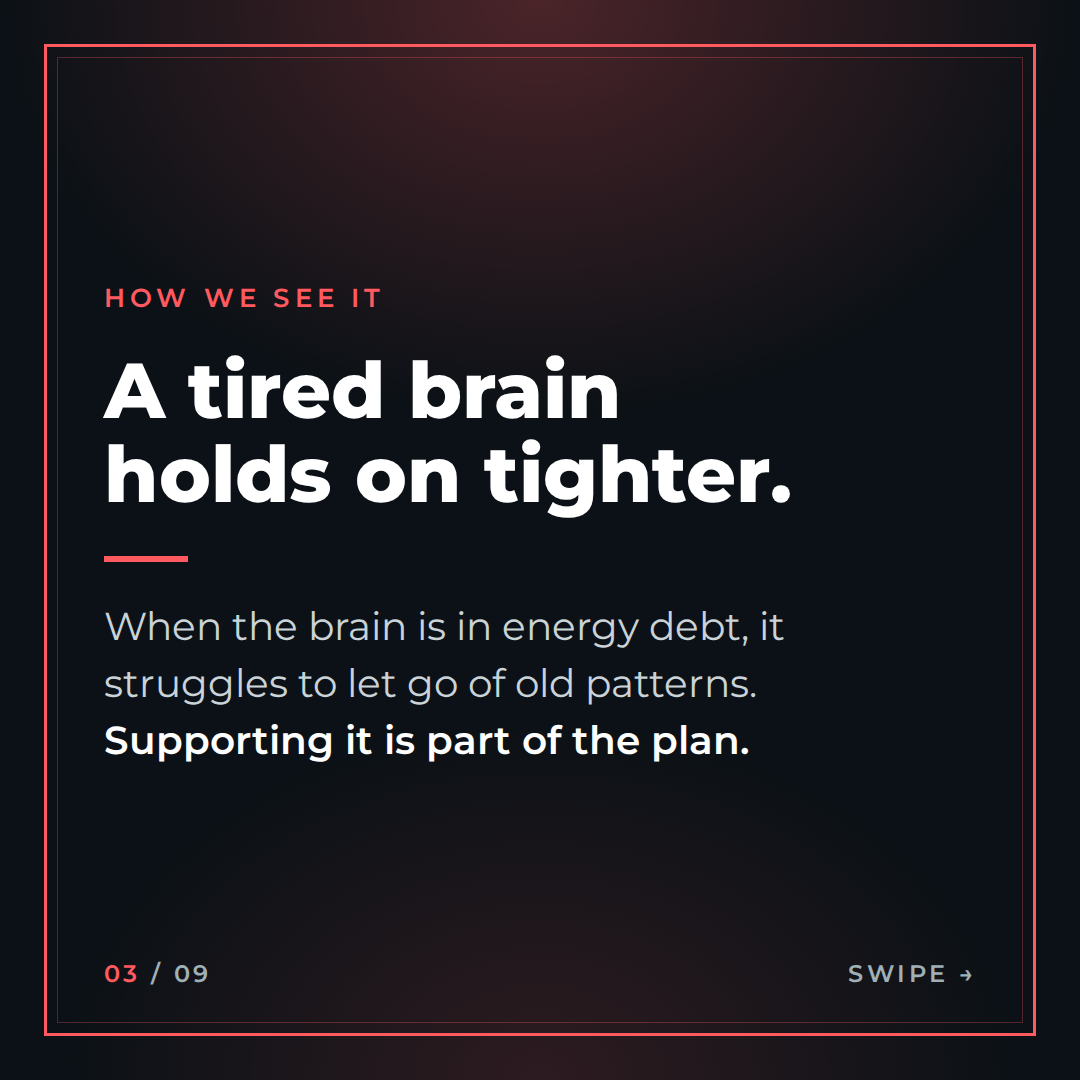 HOW WE SEE IT
A tired brain
holds on tighter.
When the brain is in energy debt, it
struggles to let go of old patterns.
Supporting it is part of the plan.
03 / 09
SWIPE →